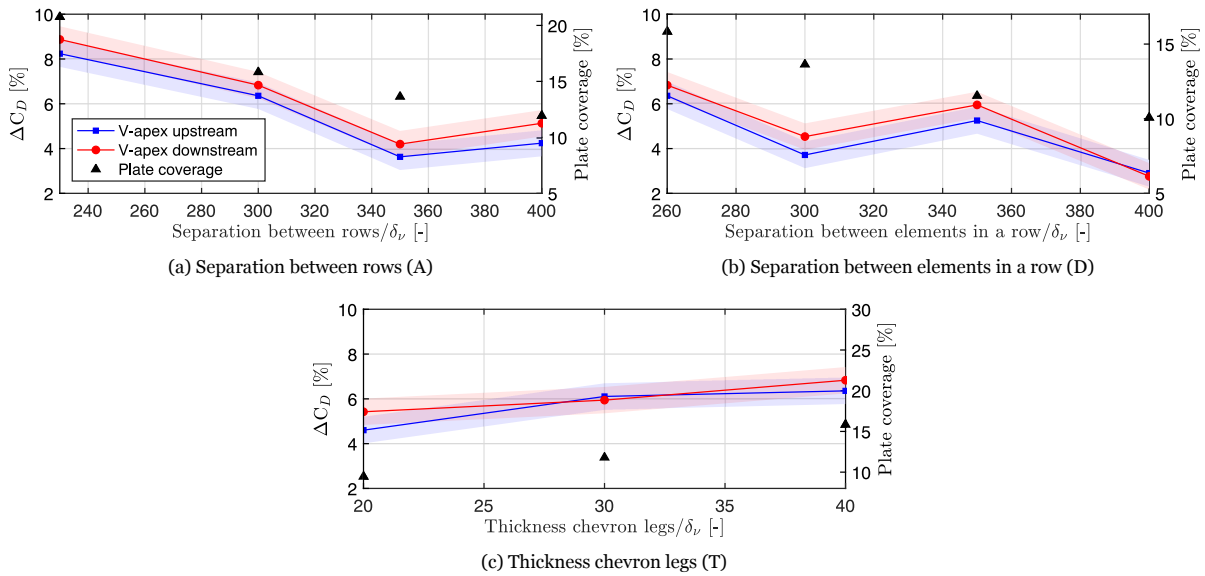 10
8
6
4
2
ΔC_D [%]
V-apex upstream
V-apex downstream
Plate coverage
20
15
10
5
Plate coverage [%]
240 260 280 300 320 340 360 380 400
Separation between rows/δ_ν [-]
(a) Separation between rows (A)
10
8
6
4
2
ΔC_D [%]
15
10
5
Plate coverage [%]
260 280 300 320 340 360 380 400
Separation between elements in a row/δ_ν [-]
(b) Separation between elements in a row (D)
10
8
6
4
2
ΔC_D [%]
30
25
20
15
10
Plate coverage [%]
20 25 30 35 40
Thickness chevron legs/δ_ν [-]
(c) Thickness chevron legs (T)